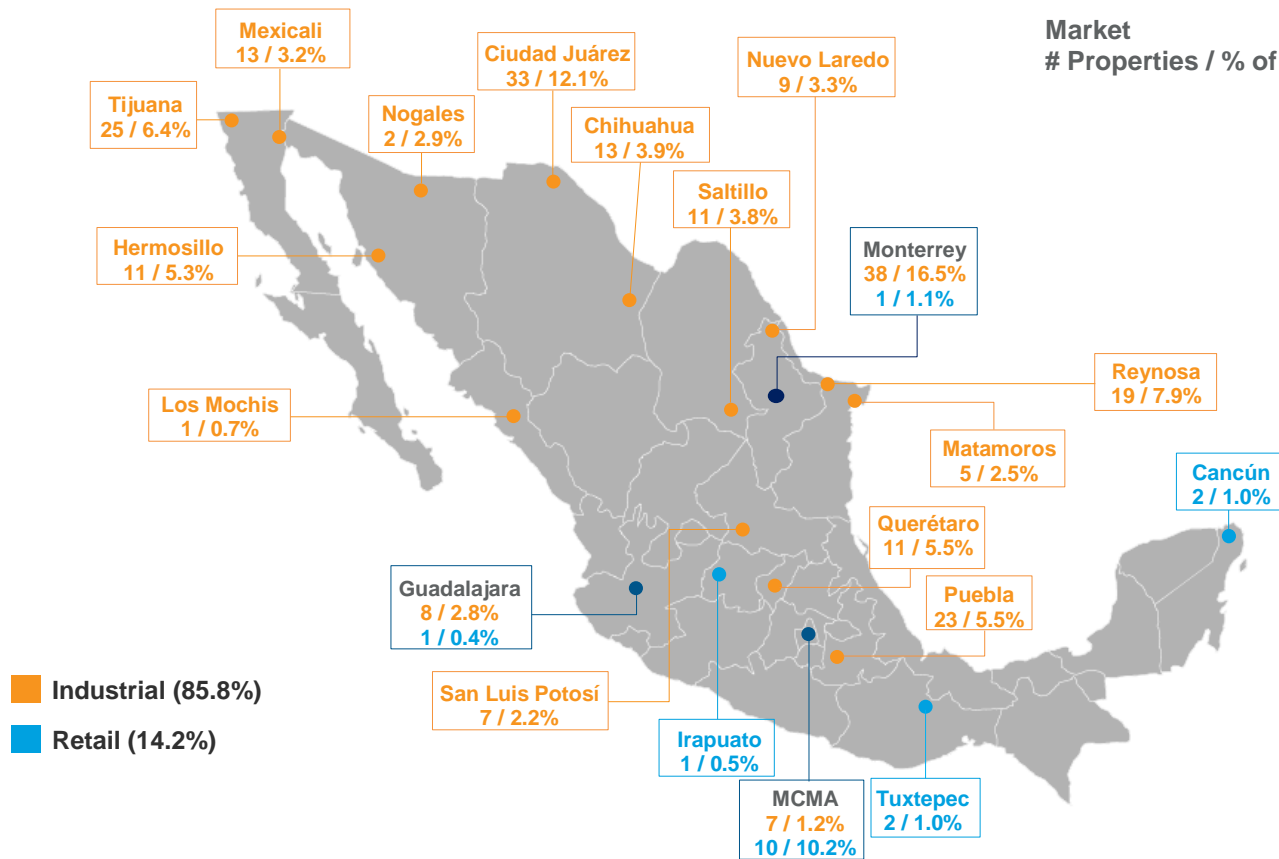 Market
# Properties / % of
Mexicali
13 / 3.2%
Ciudad Juárez
33 / 12.1%
Nuevo Laredo
9 / 3.3%
Tijuana
25 / 6.4%
Nogales
2 / 2.9%
Chihuahua
13 / 3.9%
Saltillo
11 / 3.8%
Hermosillo
11 / 5.3%
Monterrey
38 / 16.5%
1 / 1.1%
Reynosa
19 / 7.9%
Los Mochis
1 / 0.7%
Matamoros
5 / 2.5%
Cancún
2 / 1.0%
Querétaro
11 / 5.5%
Guadalajara
8 / 2.8%
1 / 0.4%
Puebla
23 / 5.5%
Industrial (85.8%)
Retail (14.2%)
San Luis Potosí
7 / 2.2%
Irapuato
1 / 0.5%
MCMA
7 / 1.2%
10 / 10.2%
Tuxtepec
2 / 1.0%